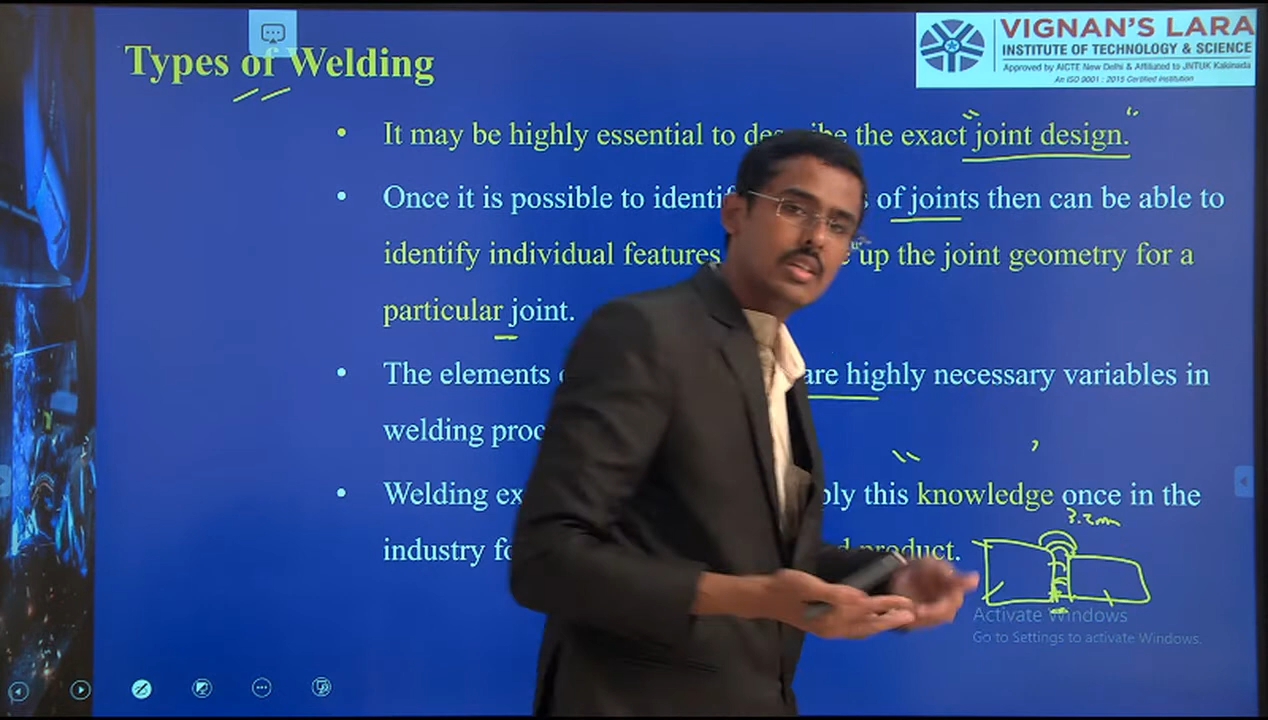 Types of Welding
VIGNAN'S LARA
INSTITUTE OF TECHNOLOGY & SCIENCE
Approved by AICTE New Delhi & Affiliated to JNTUK Kakinada
An ISO 9001 : 2015 Certified Institution
• It may be highly essential to describe the exact "joint design."
• Once it is possible to identif of joints then can be able to
identify individual features up the joint geometry for a
particular joint.
• The elements are highly necessary variables in
welding proc
• Welding ex ply this knowledge once in the
industry fo d product.
3.2mm
Activate Windows
Go to Settings to activate Windows.